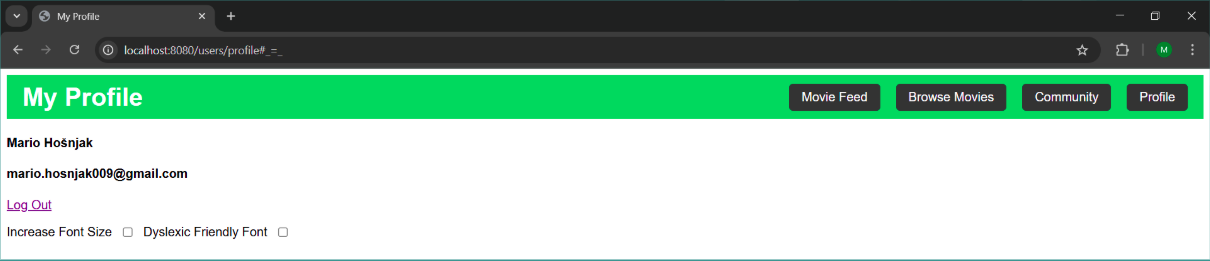 My Profile
localhost:8080/users/profile#_=_
M
My Profile
Movie Feed
Browse Movies
Community
Profile
Mario Hošnjak
mario.hosnjak009@gmail.com
Log Out
Increase Font Size Dyslexic Friendly Font